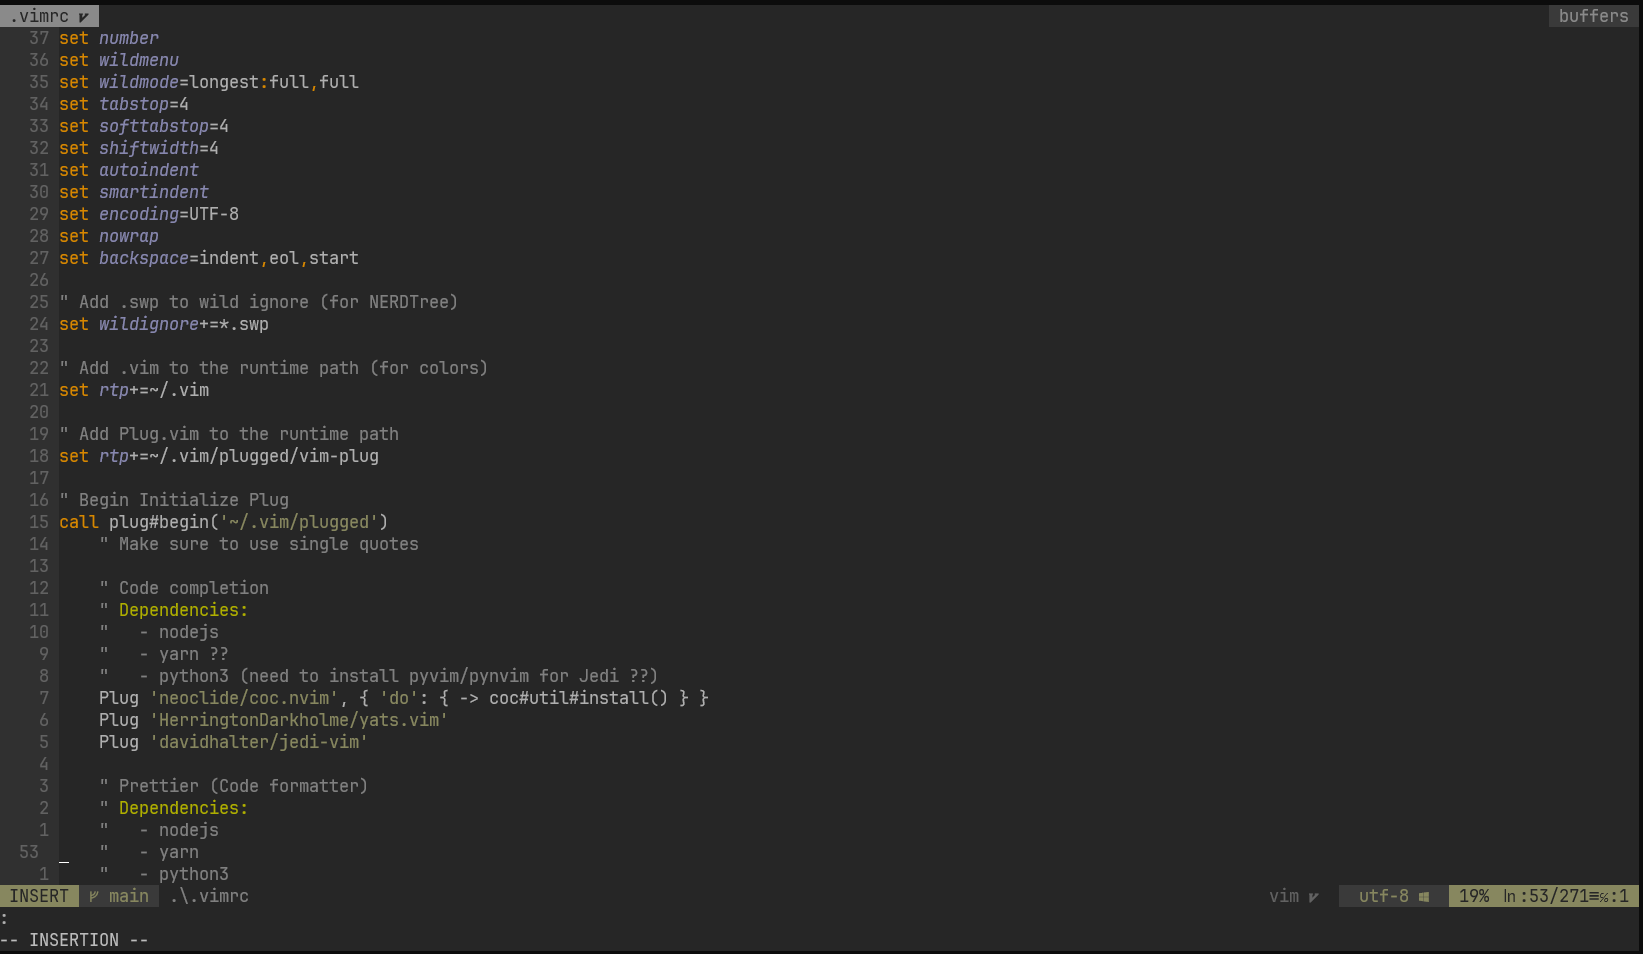 .vimrc buffers
37 set number
36 set wildmenu
35 set wildmode=longest:full,full
34 set tabstop=4
33 set softtabstop=4
32 set shiftwidth=4
31 set autoindent
30 set smartindent
29 set encoding=UTF-8
28 set nowrap
27 set backspace=indent,eol,start
26
25 " Add .swp to wild ignore (for NERDTree)
24 set wildignore+=*.swp
23
22 " Add .vim to the runtime path (for colors)
21 set rtp+=~/.vim
20
19 " Add Plug.vim to the runtime path
18 set rtp+=~/.vim/plugged/vim-plug
17
16 " Begin Initialize Plug
15 call plug#begin('~/.vim/plugged')
14     " Make sure to use single quotes
13
12     " Code completion
11     " Dependencies:
10     "   - nodejs
9     "   - yarn ??
8     "   - python3 (need to install pyvim/pynvim for Jedi ??)
7     Plug 'neoclide/coc.nvim', { 'do': { -> coc#util#install() } }
6     Plug 'HerringtonDarkholme/yats.vim'
5     Plug 'davidhalter/jedi-vim'
4
3     " Prettier (Code formatter)
2     " Dependencies:
1     "   - nodejs
53     "   - yarn
1     "   - python3
INSERT main .\.vimrc vim utf-8 19% ln:53/271≡℅:1
:
-- INSERTION --